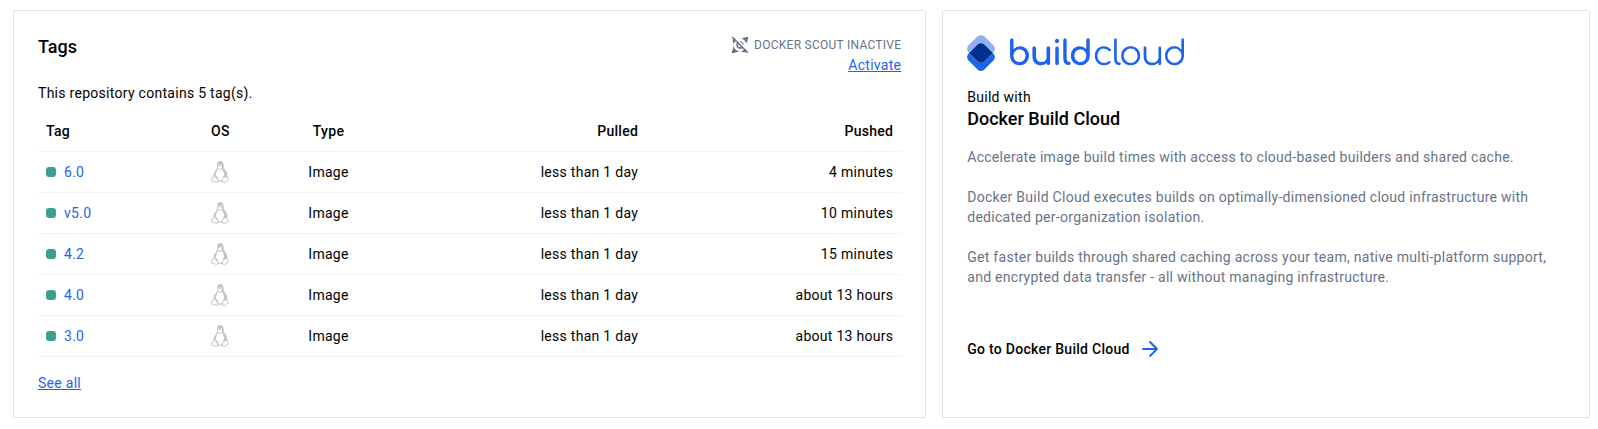 Tags
DOCKER SCOUT INACTIVE
Activate
This repository contains 5 tag(s).
Tag OS Type Pulled Pushed
6.0 Image less than 1 day 4 minutes
v5.0 Image less than 1 day 10 minutes
4.2 Image less than 1 day 15 minutes
4.0 Image less than 1 day about 13 hours
3.0 Image less than 1 day about 13 hours
See all
buildcloud
Build with
Docker Build Cloud
Accelerate image build times with access to cloud-based builders and shared cache.
Docker Build Cloud executes builds on optimally-dimensioned cloud infrastructure with
dedicated per-organization isolation.
Get faster builds through shared caching across your team, native multi-platform support,
and encrypted data transfer - all without managing infrastructure.
Go to Docker Build Cloud